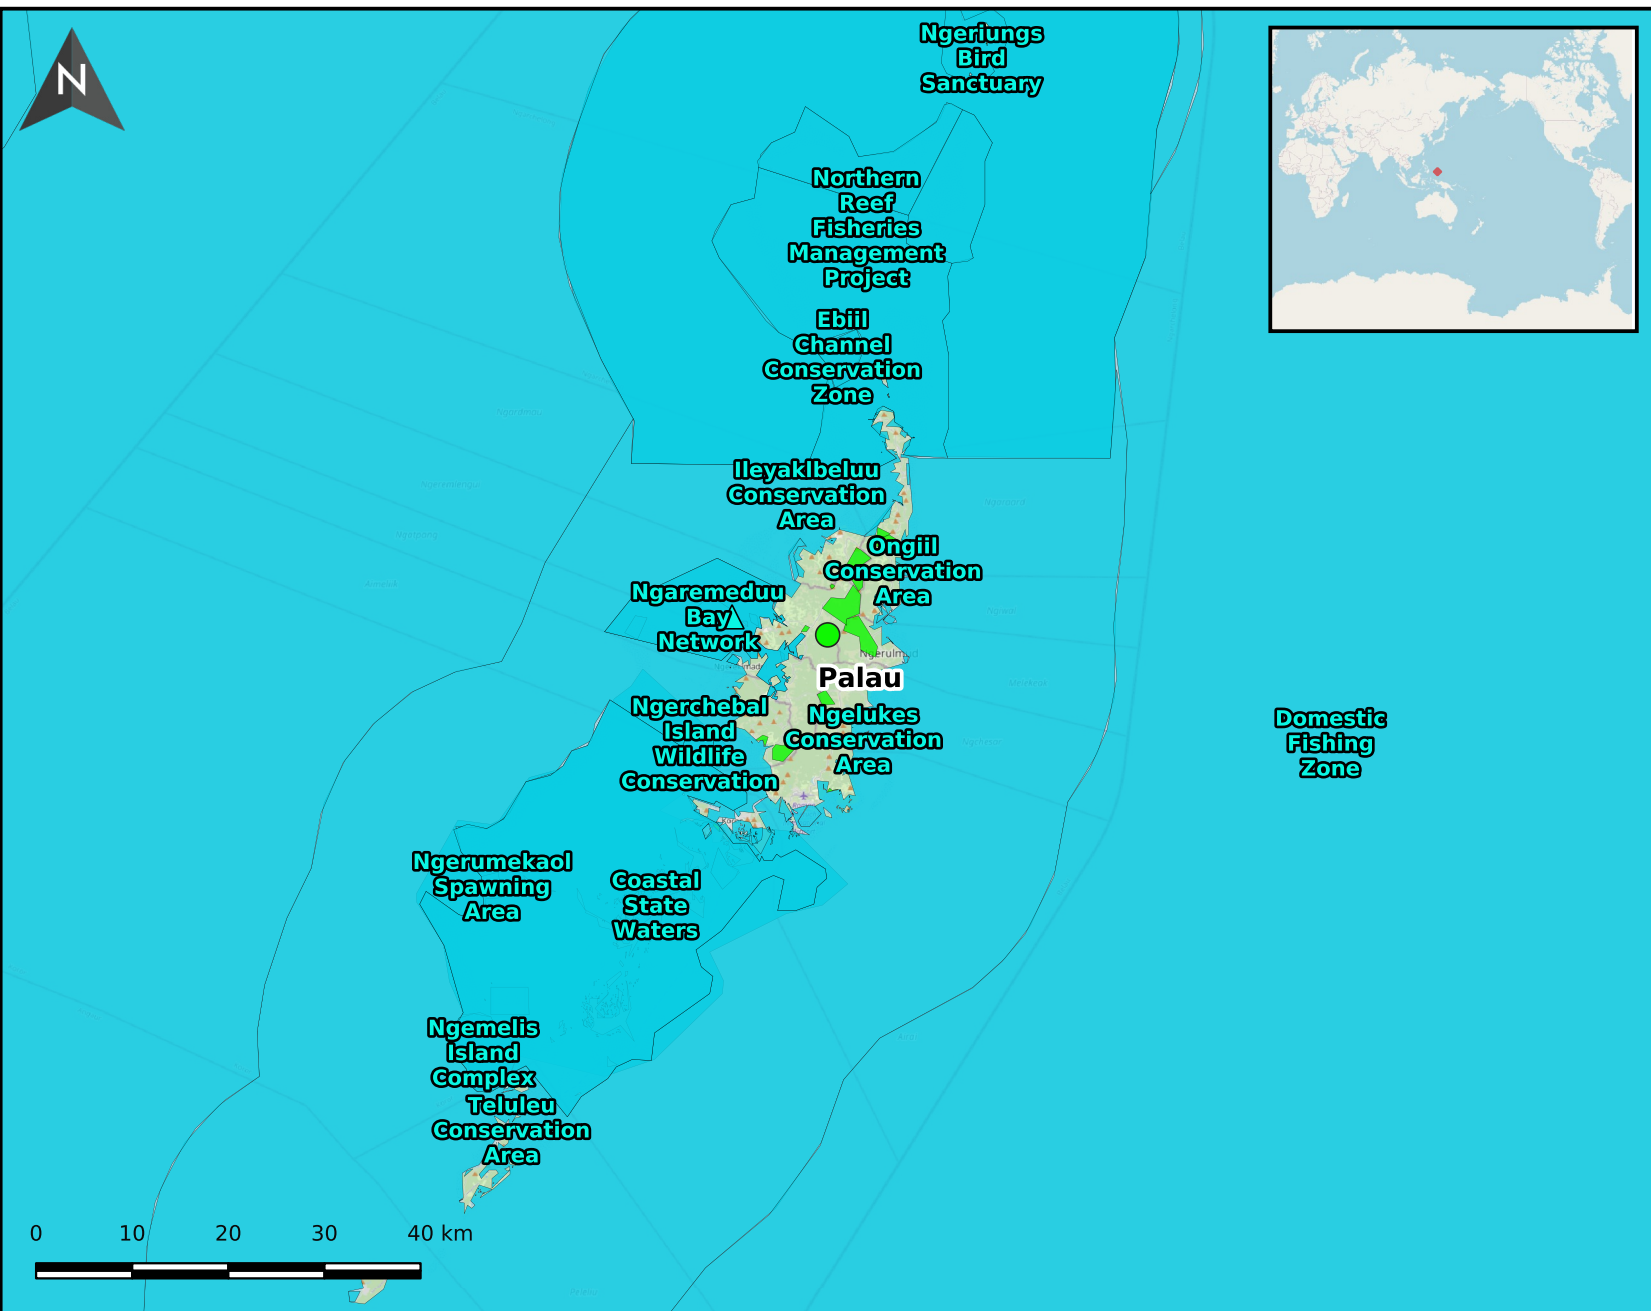 N
Ngeriungs
Bird
Sanctuary
Northern
Reef
Fisheries
Management
Project
Ebiil
Channel
Conservation
Zone
Ileyaklbeluu
Conservation
Area
Ongiil
Conservation
Area
Ngaremeduu
Bay
Network
Ngerulmud
Palau
Ngerchebal
Island
Wildlife
Conservation
Ngelukes
Conservation
Area
Domestic
Fishing
Zone
Ngerumekaol
Spawning
Area
Coastal
State
Waters
Ngemelis
Island
Complex
Teluleu
Conservation
Area
0 10 20 30 40 km